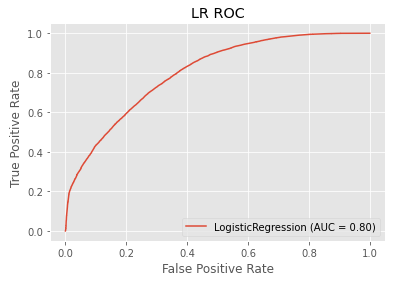 LR ROC
True Positive Rate
1.0
0.8
0.6
0.4
0.2
0.0
LogisticRegression (AUC = 0.80)
0.0 0.2 0.4 0.6 0.8 1.0
False Positive Rate